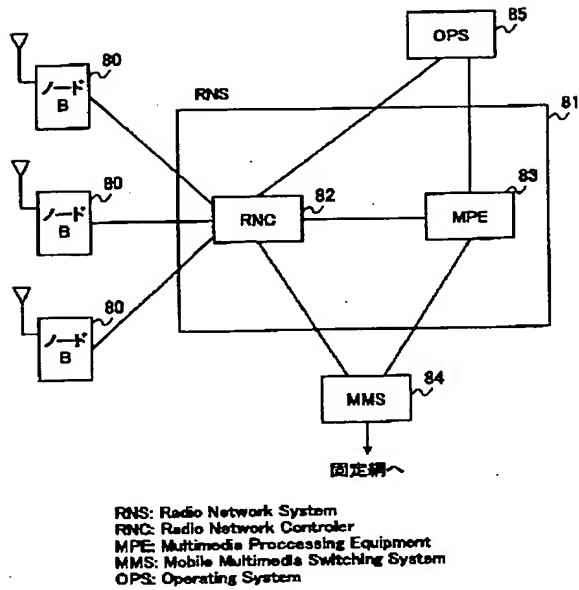 85
OPS
80
ノード
B
RNS
81
80
ノード
B
82
RNC
83
MPE
80
ノード
B
84
MMS
固定網へ
RNS: Radio Network System
RNC: Radio Network Controler
MPE: Multimedia Proccessing Equipment
MMS: Mobile Multimedia Switching System
OPS: Operating System